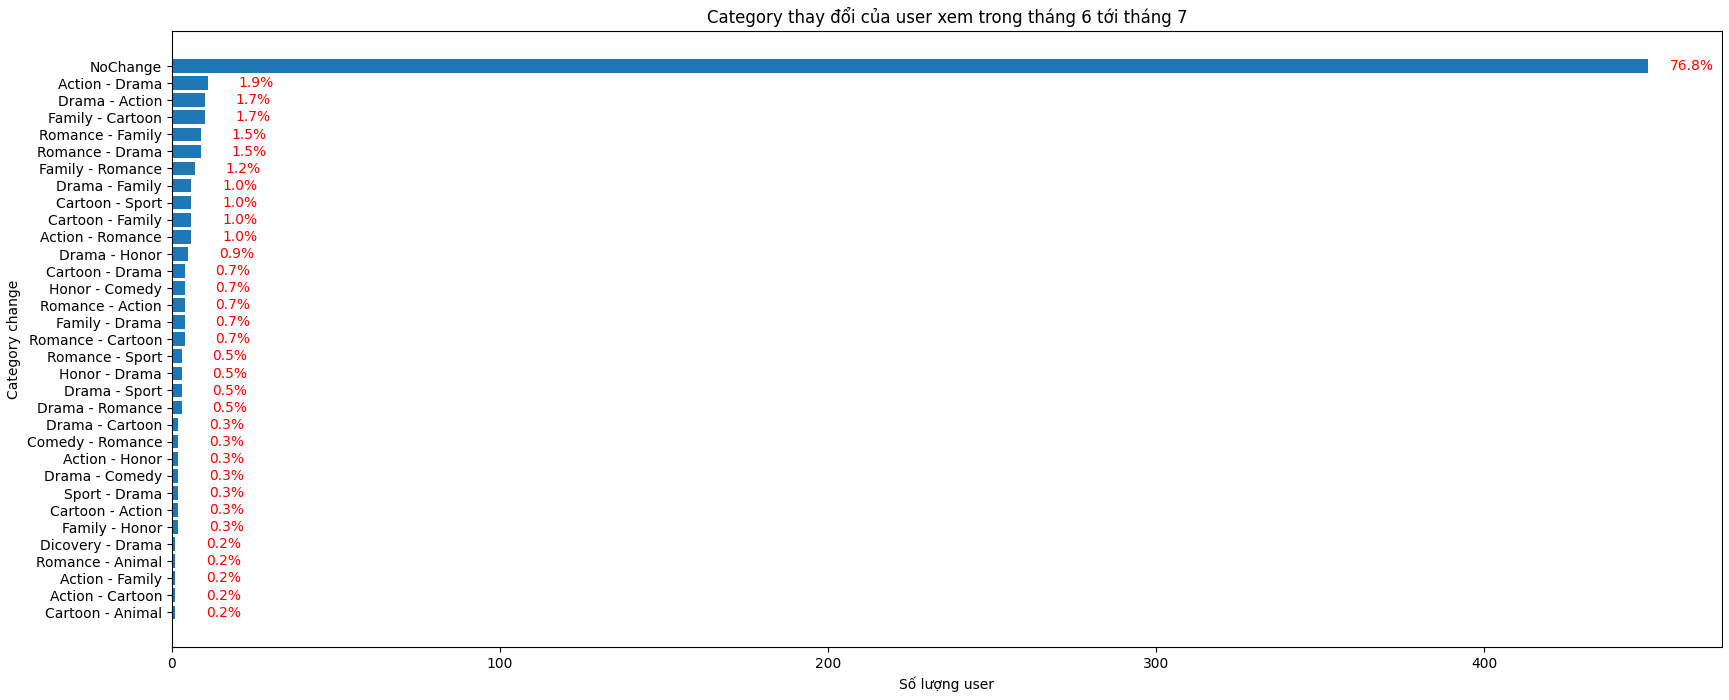 Category thay đổi của user xem trong tháng 6 tới tháng 7
Category change
NoChange 76.8%
Action - Drama 1.9%
Drama - Action 1.7%
Family - Cartoon 1.7%
Romance - Family 1.5%
Romance - Drama 1.5%
Family - Romance 1.2%
Drama - Family 1.0%
Cartoon - Sport 1.0%
Cartoon - Family 1.0%
Action - Romance 1.0%
Drama - Honor 0.9%
Cartoon - Drama 0.7%
Honor - Comedy 0.7%
Romance - Action 0.7%
Family - Drama 0.7%
Romance - Cartoon 0.7%
Romance - Sport 0.5%
Honor - Drama 0.5%
Drama - Sport 0.5%
Drama - Romance 0.5%
Drama - Cartoon 0.3%
Comedy - Romance 0.3%
Action - Honor 0.3%
Drama - Comedy 0.3%
Sport - Drama 0.3%
Cartoon - Action 0.3%
Family - Honor 0.3%
Dicovery - Drama 0.2%
Romance - Animal 0.2%
Action - Family 0.2%
Action - Cartoon 0.2%
Cartoon - Animal 0.2%
0 100 200 300 400
Số lượng user